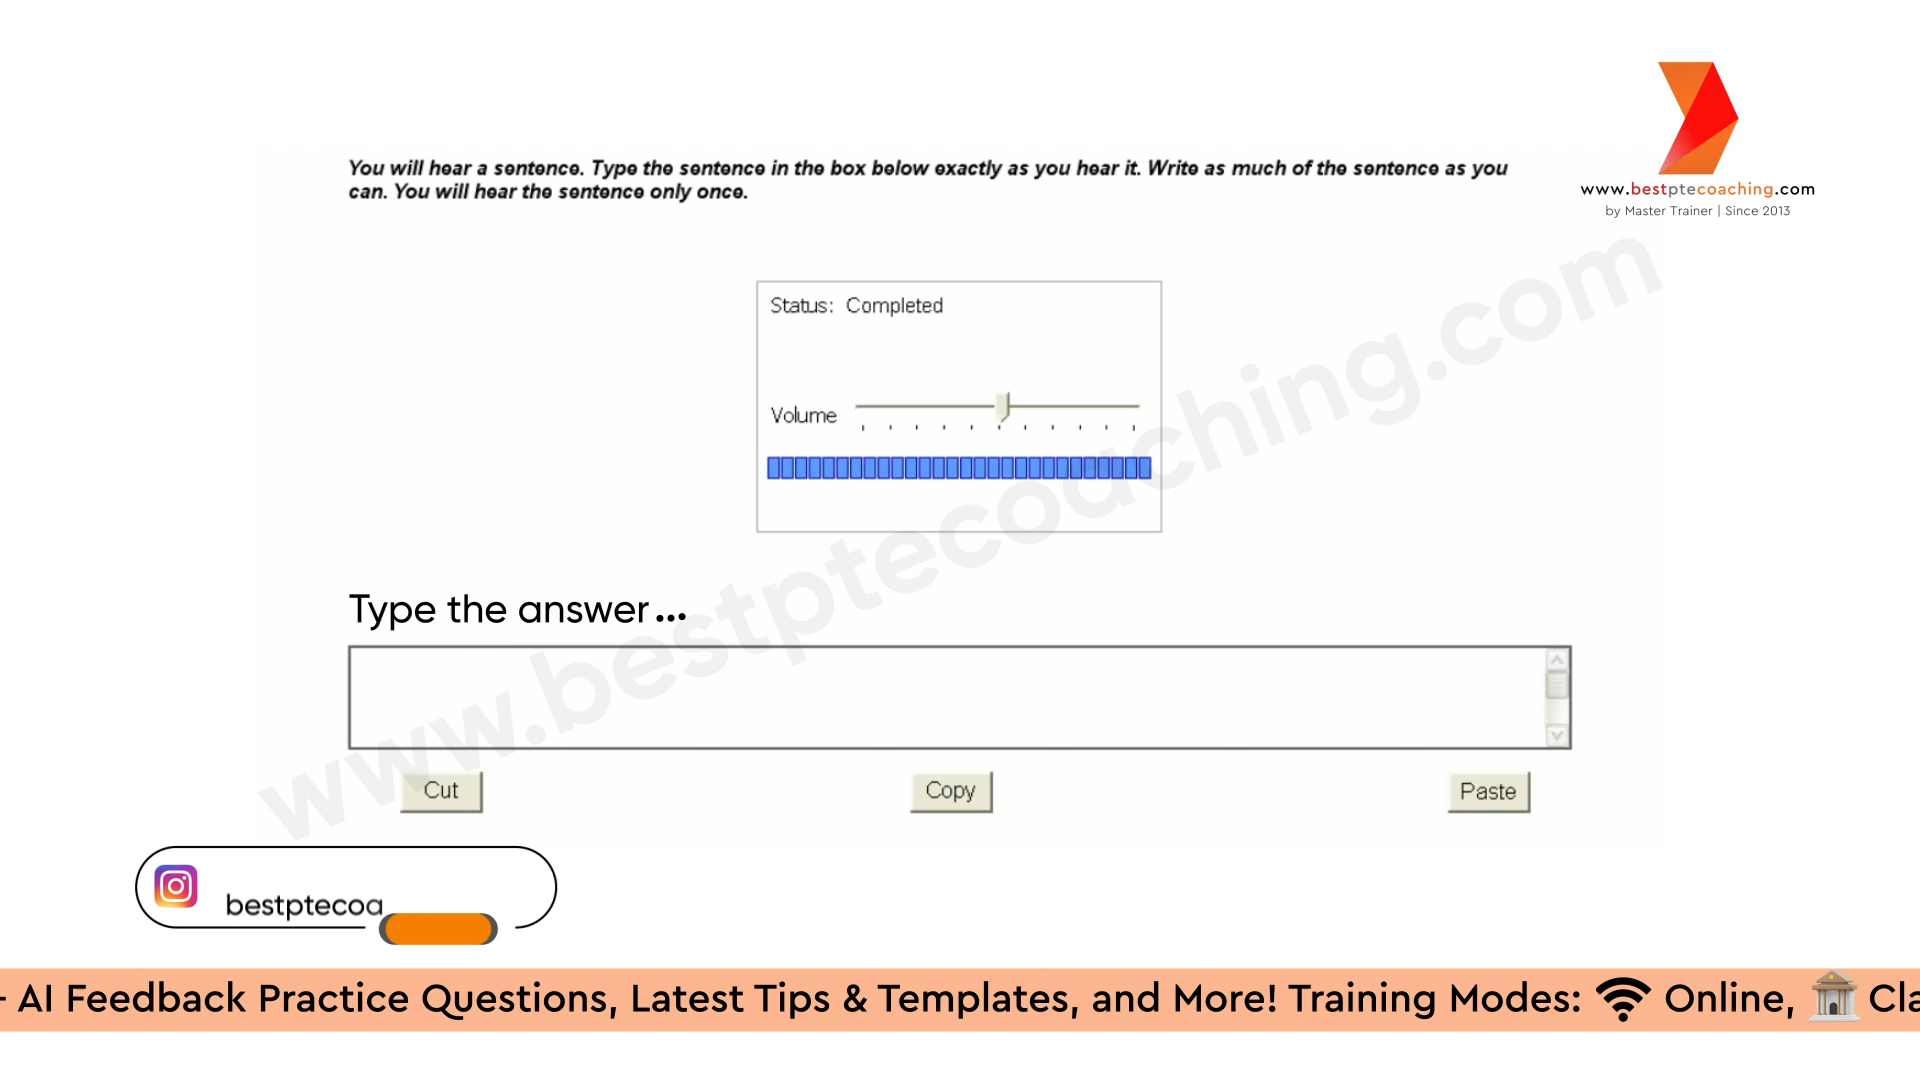 You will hear a sentence. Type the sentence in the box below exactly as you hear it. Write as much of the sentence as you
can. You will hear the sentence only once.
www.bestptecoaching.com
by Master Trainer | Since 2013
Status: Completed
Volume
www.bestptecoaching.com
Type the answer...
Cut
Copy
Paste
bestptecoa
AI Feedback Practice Questions, Latest Tips & Templates, and More! Training Modes: Online, Cla